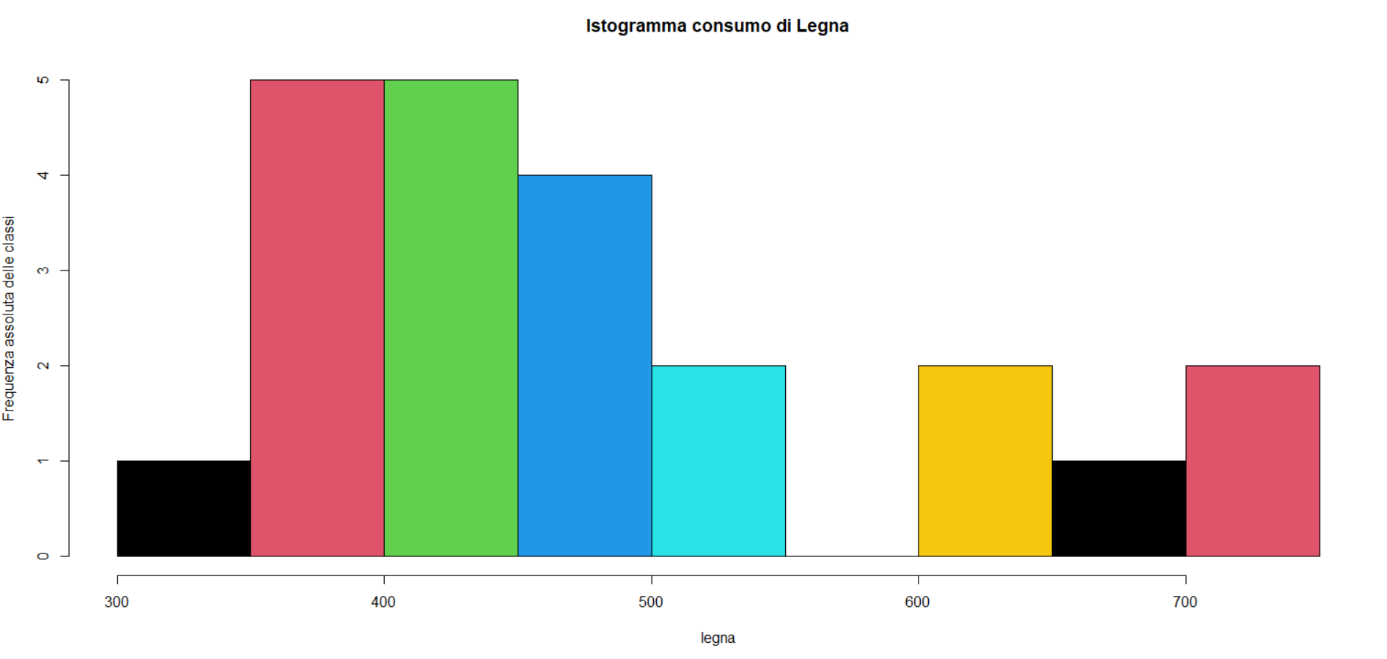 Istogramma consumo di Legna
Frequenza assoluta delle classi
5
4
3
2
1
0
300 400 500 600 700
legna